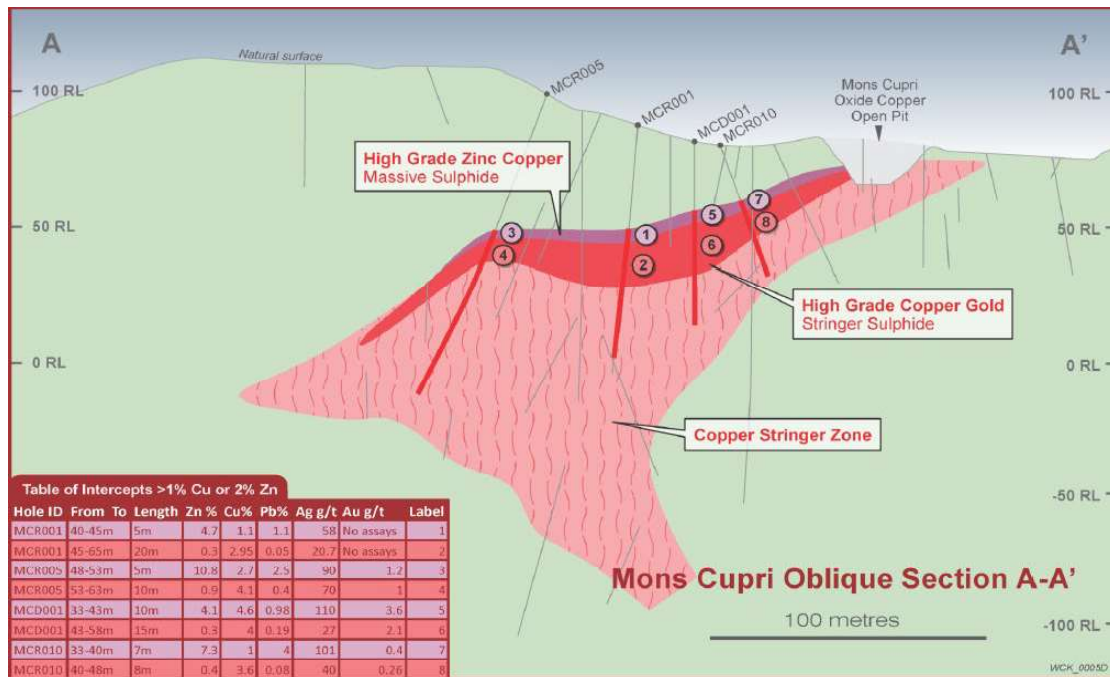 A
A'
Natural surface
100 RL
100 RL
MCR005
MCR001
MCD001
MCR010
Mons Cupri
Oxide Copper
Open Pit
High Grade Zinc Copper
Massive Sulphide
50 RL
50 RL
3
4
1
2
5
6
7
8
High Grade Copper Gold
Stringer Sulphide
0 RL
0 RL
Copper Stringer Zone
-50 RL
Table of Intercepts >1% Cu or 2% Zn
Hole ID From To Length Zn % Cu% Pb% Ag g/t Au g/t Label
MCR001 40-45m 5m 4.7 1.1 1.1 58 No assays 1
MCR001 45-65m 20m 0.3 2.95 0.05 20.7 No assays 2
MCR005 48-53m 5m 10.8 2.7 2.5 90 1.2 3
MCR005 53-63m 10m 0.9 4.1 0.4 70 1 4
MCD001 33-43m 10m 4.1 4.6 0.98 110 3.6 5
MCD001 43-58m 15m 0.3 4 0.19 27 2.1 6
MCR010 33-40m 7m 7.3 1 4 101 0.4 7
MCR010 40-48m 8m 0.4 3.6 0.08 40 0.26 8
Mons Cupri Oblique Section A-A'
100 metres
-100 RL
WCK_0005D